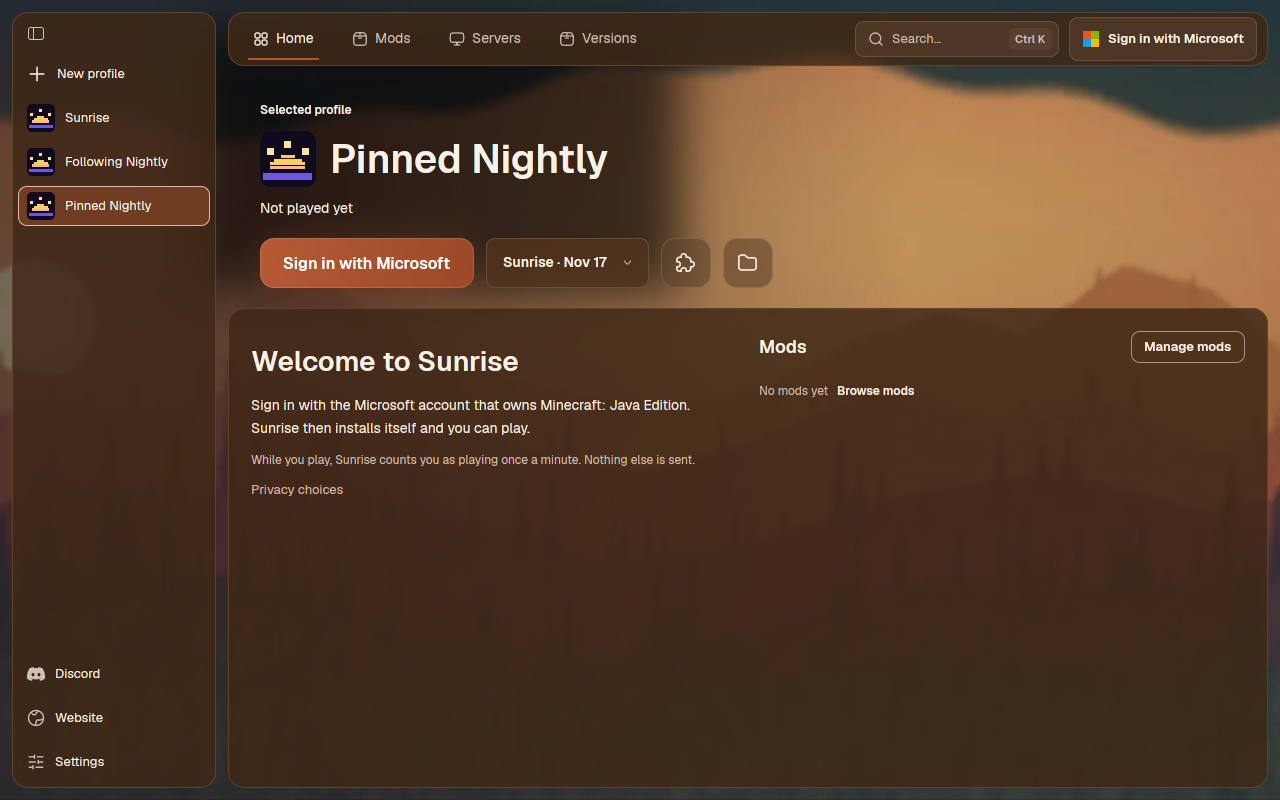 New profile
Sunrise
Following Nightly
Pinned Nightly
Discord
Website
Settings
Home
Mods
Servers
Versions
Search...
Ctrl K
Sign in with Microsoft
Selected profile
Pinned Nightly
Not played yet
Sign in with Microsoft
Sunrise · Nov 17
Welcome to Sunrise
Sign in with the Microsoft account that owns Minecraft: Java Edition.
Sunrise then installs itself and you can play.
While you play, Sunrise counts you as playing once a minute. Nothing else is sent.
Privacy choices
Mods
Manage mods
No mods yet Browse mods